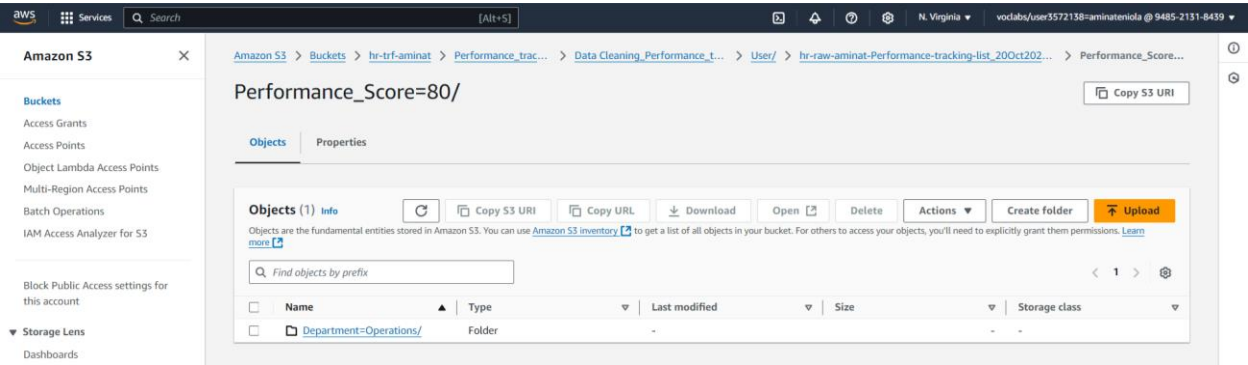 aws Services Search [Alt+S] N. Virginia voclabs/user3572138=aminateniola @ 9485-2131-8439
Amazon S3
Buckets
Access Grants
Access Points
Object Lambda Access Points
Multi-Region Access Points
Batch Operations
IAM Access Analyzer for S3
Block Public Access settings for
this account
Storage Lens
Dashboards
Amazon S3 > Buckets > hr-trf-aminat > Performance_trac... > Data Cleaning_Performance_t... > User/ > hr-raw-aminat-Performance-tracking-list_20Oct202... > Performance_Score...
Performance_Score=80/
Copy S3 URI
Objects Properties
Objects (1) Info
Copy S3 URI Copy URL Download Open Delete Actions Create folder Upload
Objects are the fundamental entities stored in Amazon S3. You can use Amazon S3 inventory to get a list of all objects in your bucket. For others to access your objects, you'll need to explicitly grant them permissions. Learn
more
Find objects by prefix
< 1 >
Name Type Last modified Size Storage class
Department=Operations/ Folder - - -